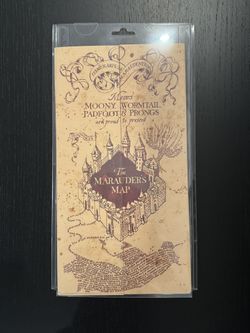 Messrs
MOONY, WORMTAIL,
PADFOOT & PRONGS
are proud to present
The
MARAUDER'S
MAP